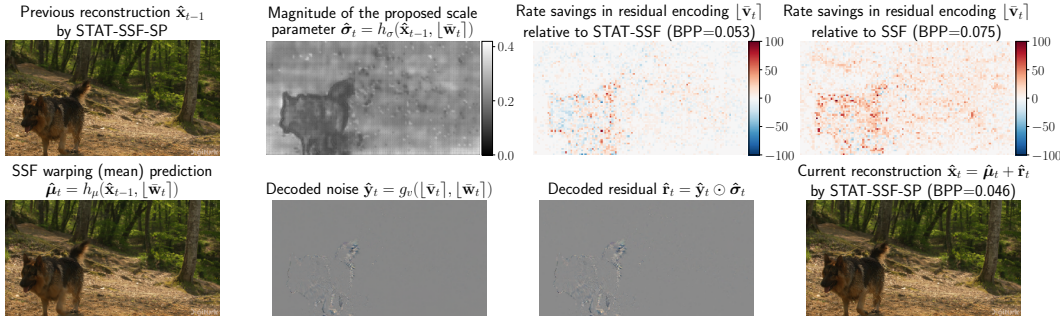 Previous reconstruction x̂ₜ₋₁
by STAT-SSF-SP
Magnitude of the proposed scale
parameter σ̂ₜ = h_σ(x̂ₜ₋₁, ⌊w̄ₜ⌉)
0.4
0.2
0.0
Rate savings in residual encoding ⌊v̄ₜ⌉
relative to STAT-SSF (BPP=0.053)
100
50
0
−50
−100
Rate savings in residual encoding ⌊v̄ₜ⌉
relative to SSF (BPP=0.075)
100
50
0
−50
−100
SSF warping (mean) prediction
μ̂ₜ = h_μ(x̂ₜ₋₁, ⌊w̄ₜ⌉)
Decoded noise ŷₜ = g_v(⌊v̄ₜ⌉, ⌊w̄ₜ⌉)
Decoded residual r̂ₜ = ŷₜ ⊙ σ̂ₜ
Current reconstruction x̂ₜ = μ̂ₜ + r̂ₜ
by STAT-SSF-SP (BPP=0.046)